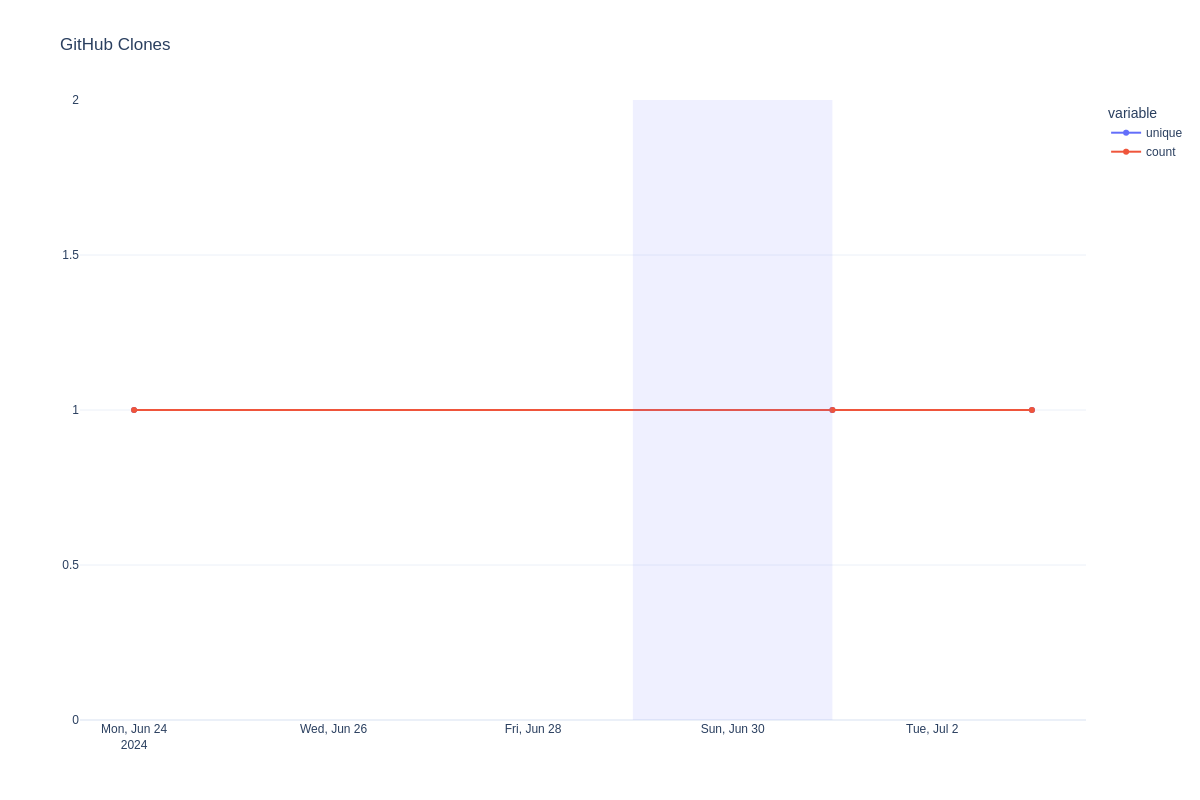 GitHub Clones
2
1.5
1
0.5
0
Mon, Jun 24
2024
Wed, Jun 26
Fri, Jun 28
Sun, Jun 30
Tue, Jul 2
variable
unique
count